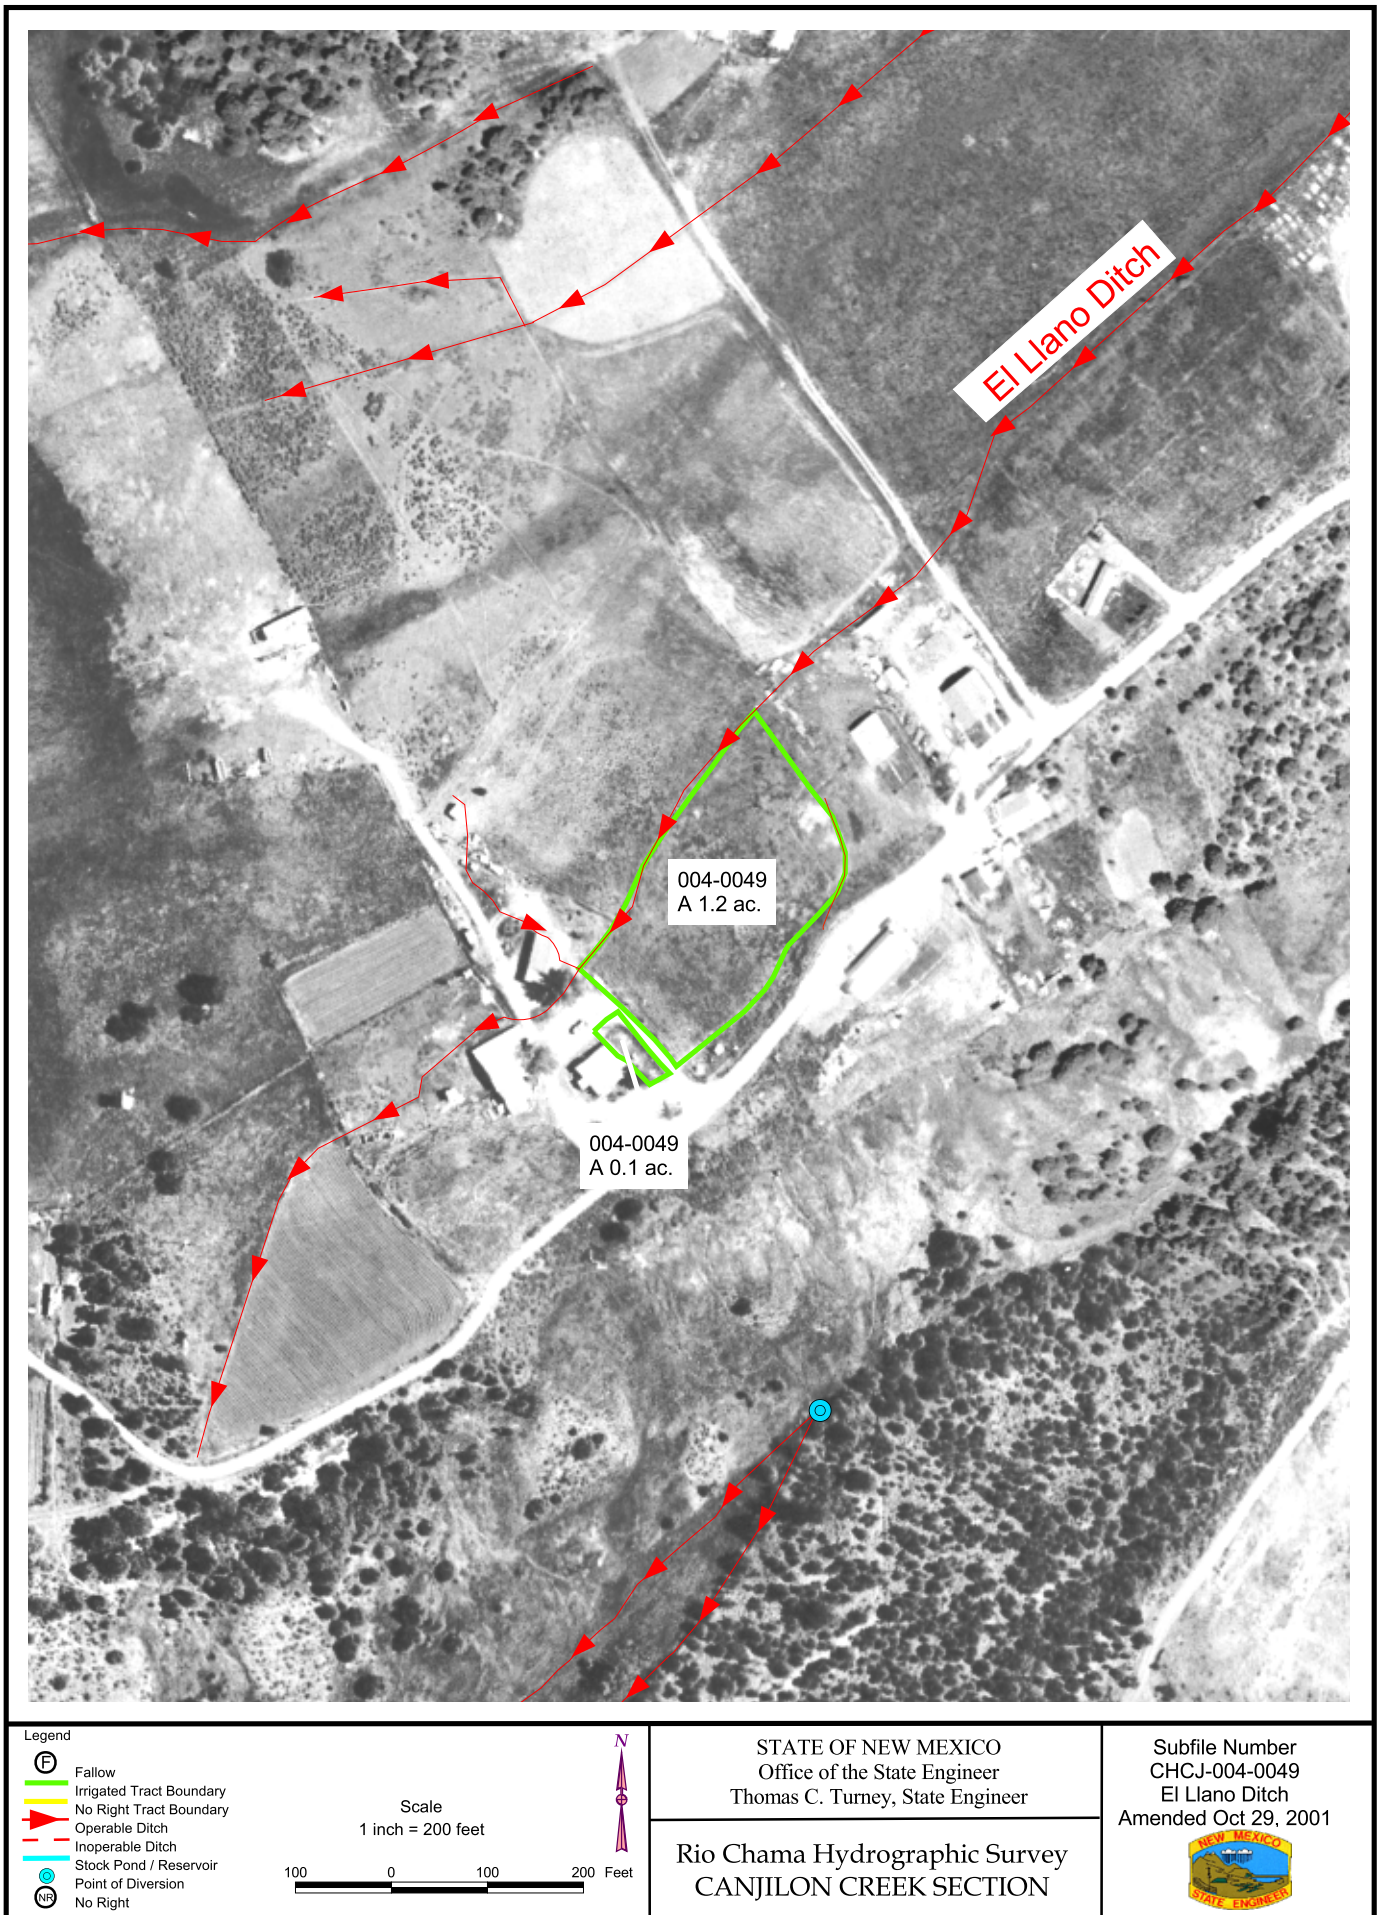 El Llano Ditch
004-0049
A 1.2 ac.
004-0049
A 0.1 ac.
Legend
F
Fallow
Irrigated Tract Boundary
No Right Tract Boundary
Operable Ditch
Inoperable Ditch
Stock Pond / Reservoir
Point of Diversion
NR
No Right
Scale
1 inch = 200 feet
100 0 100 200 Feet
N
STATE OF NEW MEXICO
Office of the State Engineer
Thomas C. Turney, State Engineer
Rio Chama Hydrographic Survey
CANJILON CREEK SECTION
Subfile Number
CHCJ-004-0049
El Llano Ditch
Amended Oct 29, 2001
NEW MEXICO
STATE ENGINEER